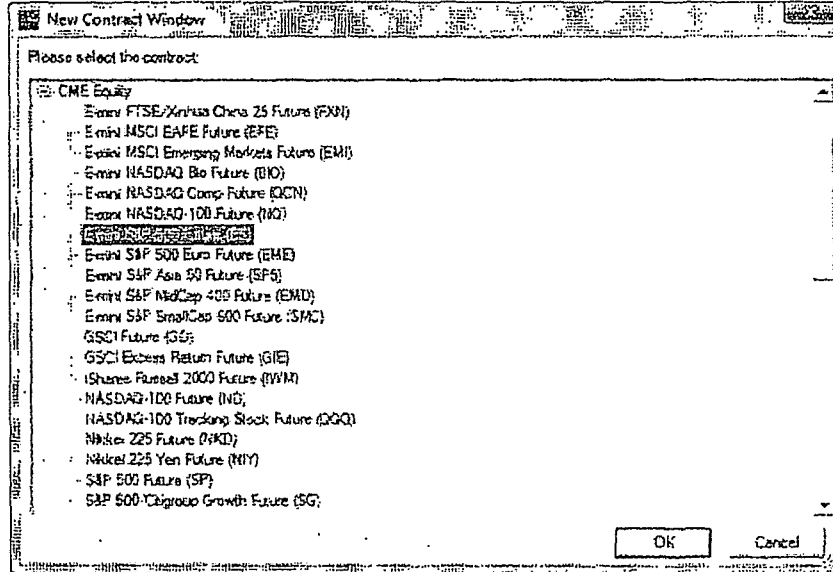 New Contract Window
Please select the contract:
CME Equity
E-mini FTSE/Xinhua China 25 Future (FXN)
E-mini MSCI EAFE Future (EFE)
E-mini MSCI Emerging Markets Future (EMI)
E-mini NASDAQ Bio Future (BIO)
E-mini NASDAQ Comp Future (QCN)
E-mini NASDAQ-100 Future (NQ)
E-mini S&P 500 Euro Future (EME)
E-mini S&P Asia 50 Future
E-mini S&P MidCap 400 Future (EMD)
E-mini S&P SmallCap 600 Future (SMC)
GSCI Future
GSCI Excess Return Future (GIE)
iShares Russell 2000 Future (IWM)
NASDAQ-100 Future
NASDAQ-100 Tracking Stock Future (QQQ)
Nikkei 225 Future (NKD)
Nikkei 225 Yen Future (NIY)
S&P 500 Future (SP)
S&P 500 Citigroup Growth Future (SG)
OK Cancel